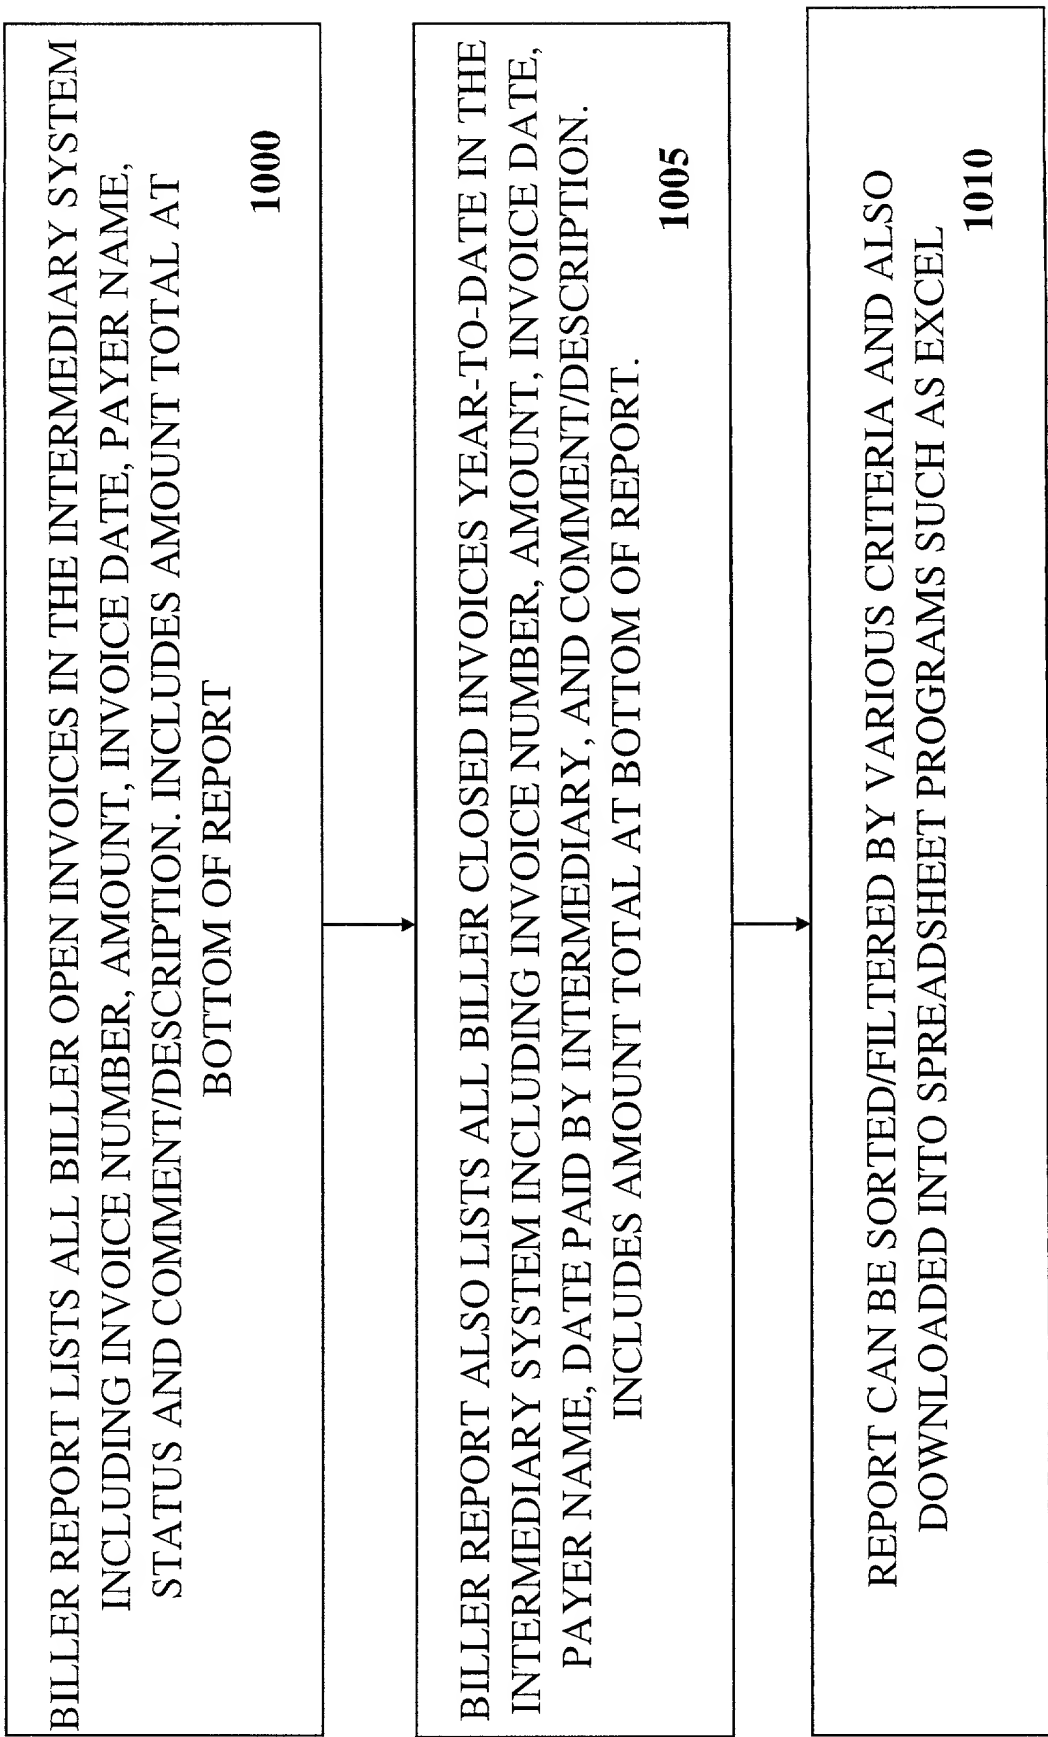 BILLER REPORT LISTS ALL BILLER OPEN INVOICES IN THE INTERMEDIARY SYSTEM
INCLUDING INVOICE NUMBER, AMOUNT, INVOICE DATE, PAYER NAME,
STATUS AND COMMENT/DESCRIPTION. INCLUDES AMOUNT TOTAL AT
BOTTOM OF REPORT
1000
BILLER REPORT ALSO LISTS ALL BILLER CLOSED INVOICES YEAR-TO-DATE IN THE
INTERMEDIARY SYSTEM INCLUDING INVOICE NUMBER, AMOUNT, INVOICE DATE,
PAYER NAME, DATE PAID BY INTERMEDIARY, AND COMMENT/DESCRIPTION.
INCLUDES AMOUNT TOTAL AT BOTTOM OF REPORT.
1005
REPORT CAN BE SORTED/FILTERED BY VARIOUS CRITERIA AND ALSO
DOWNLOADED INTO SPREADSHEET PROGRAMS SUCH AS EXCEL
1010